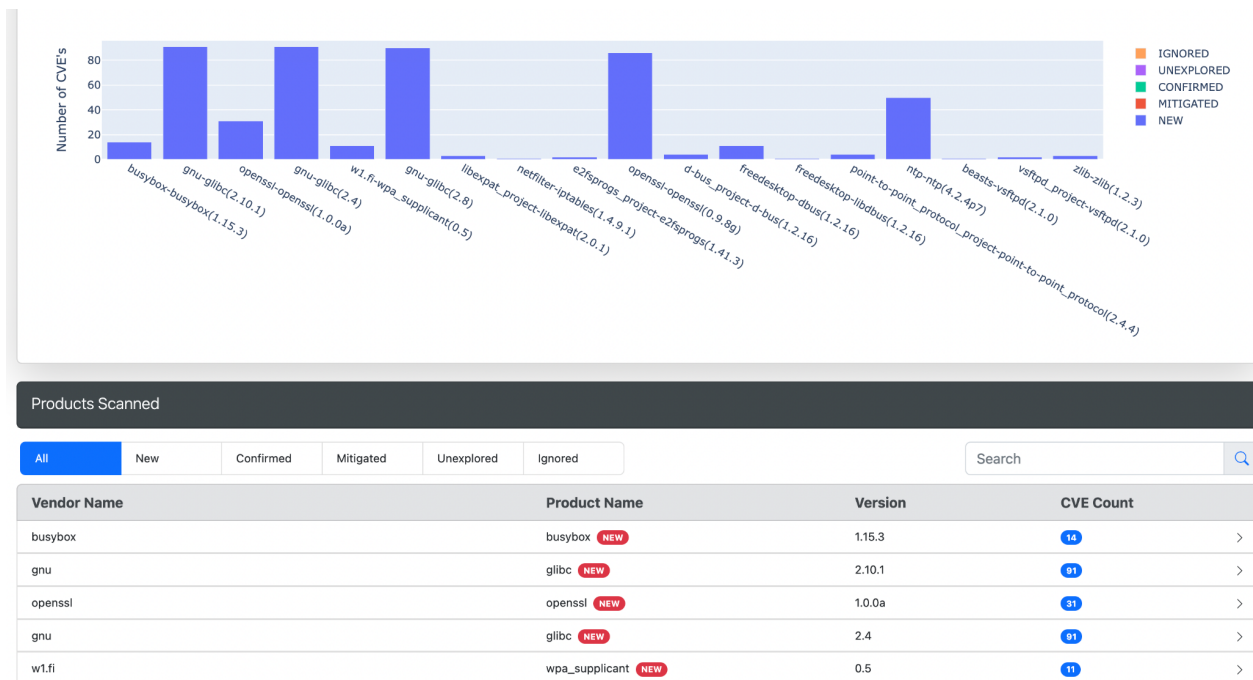 Number of CVE's
80
60
40
20
0
busybox-busybox(1.15.3)
gnu-glibc(2.10.1)
openssl-openssl(1.0.0a)
gnu-glibc(2.4)
w1.fi-wpa_supplicant(0.5)
gnu-glibc(2.8)
libexpat_project-libexpat(2.0.1)
netfilter-iptables(1.4.9.1)
e2fsprogs_project-e2fsprogs(1.41.3)
openssl-openssl(0.9.8g)
d-bus_project-d-bus(1.2.16)
freedesktop-dbus(1.2.16)
freedesktop-libdbus(1.2.16)
point-to-point_protocol_project-point-to-point_protocol(2.4.4)
ntp-ntp(4.2.4p7)
beasts-vsftpd(2.1.0)
vsftpd_project-vsftpd(2.1.0)
zlib-zlib(1.2.3)
IGNORED
UNEXPLORED
CONFIRMED
MITIGATED
NEW
Products Scanned
All New Confirmed Mitigated Unexplored Ignored Search
Vendor Name Product Name Version CVE Count
busybox busybox NEW 1.15.3 14
gnu glibc NEW 2.10.1 91
openssl openssl NEW 1.0.0a 31
gnu glibc NEW 2.4 91
w1.fi wpa_supplicant NEW 0.5 11